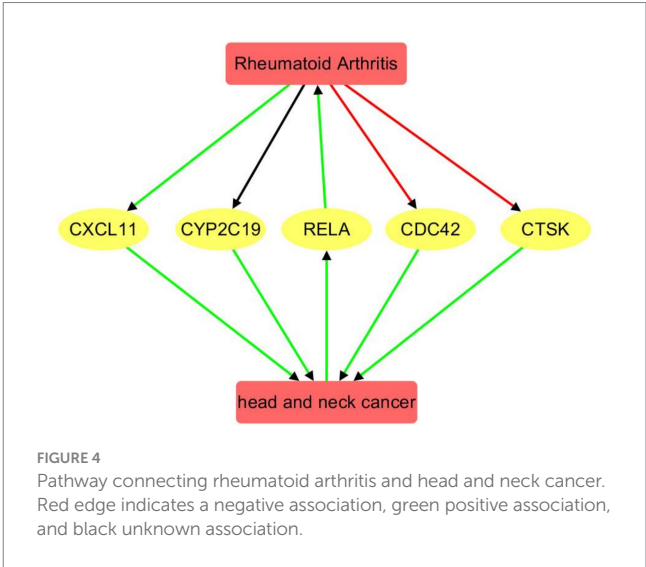 Rheumatoid Arthritis
CXCL11 CYP2C19 RELA CDC42 CTSK
head and neck cancer
FIGURE 4
Pathway connecting rheumatoid arthritis and head and neck cancer.
Red edge indicates a negative association, green positive association,
and black unknown association.